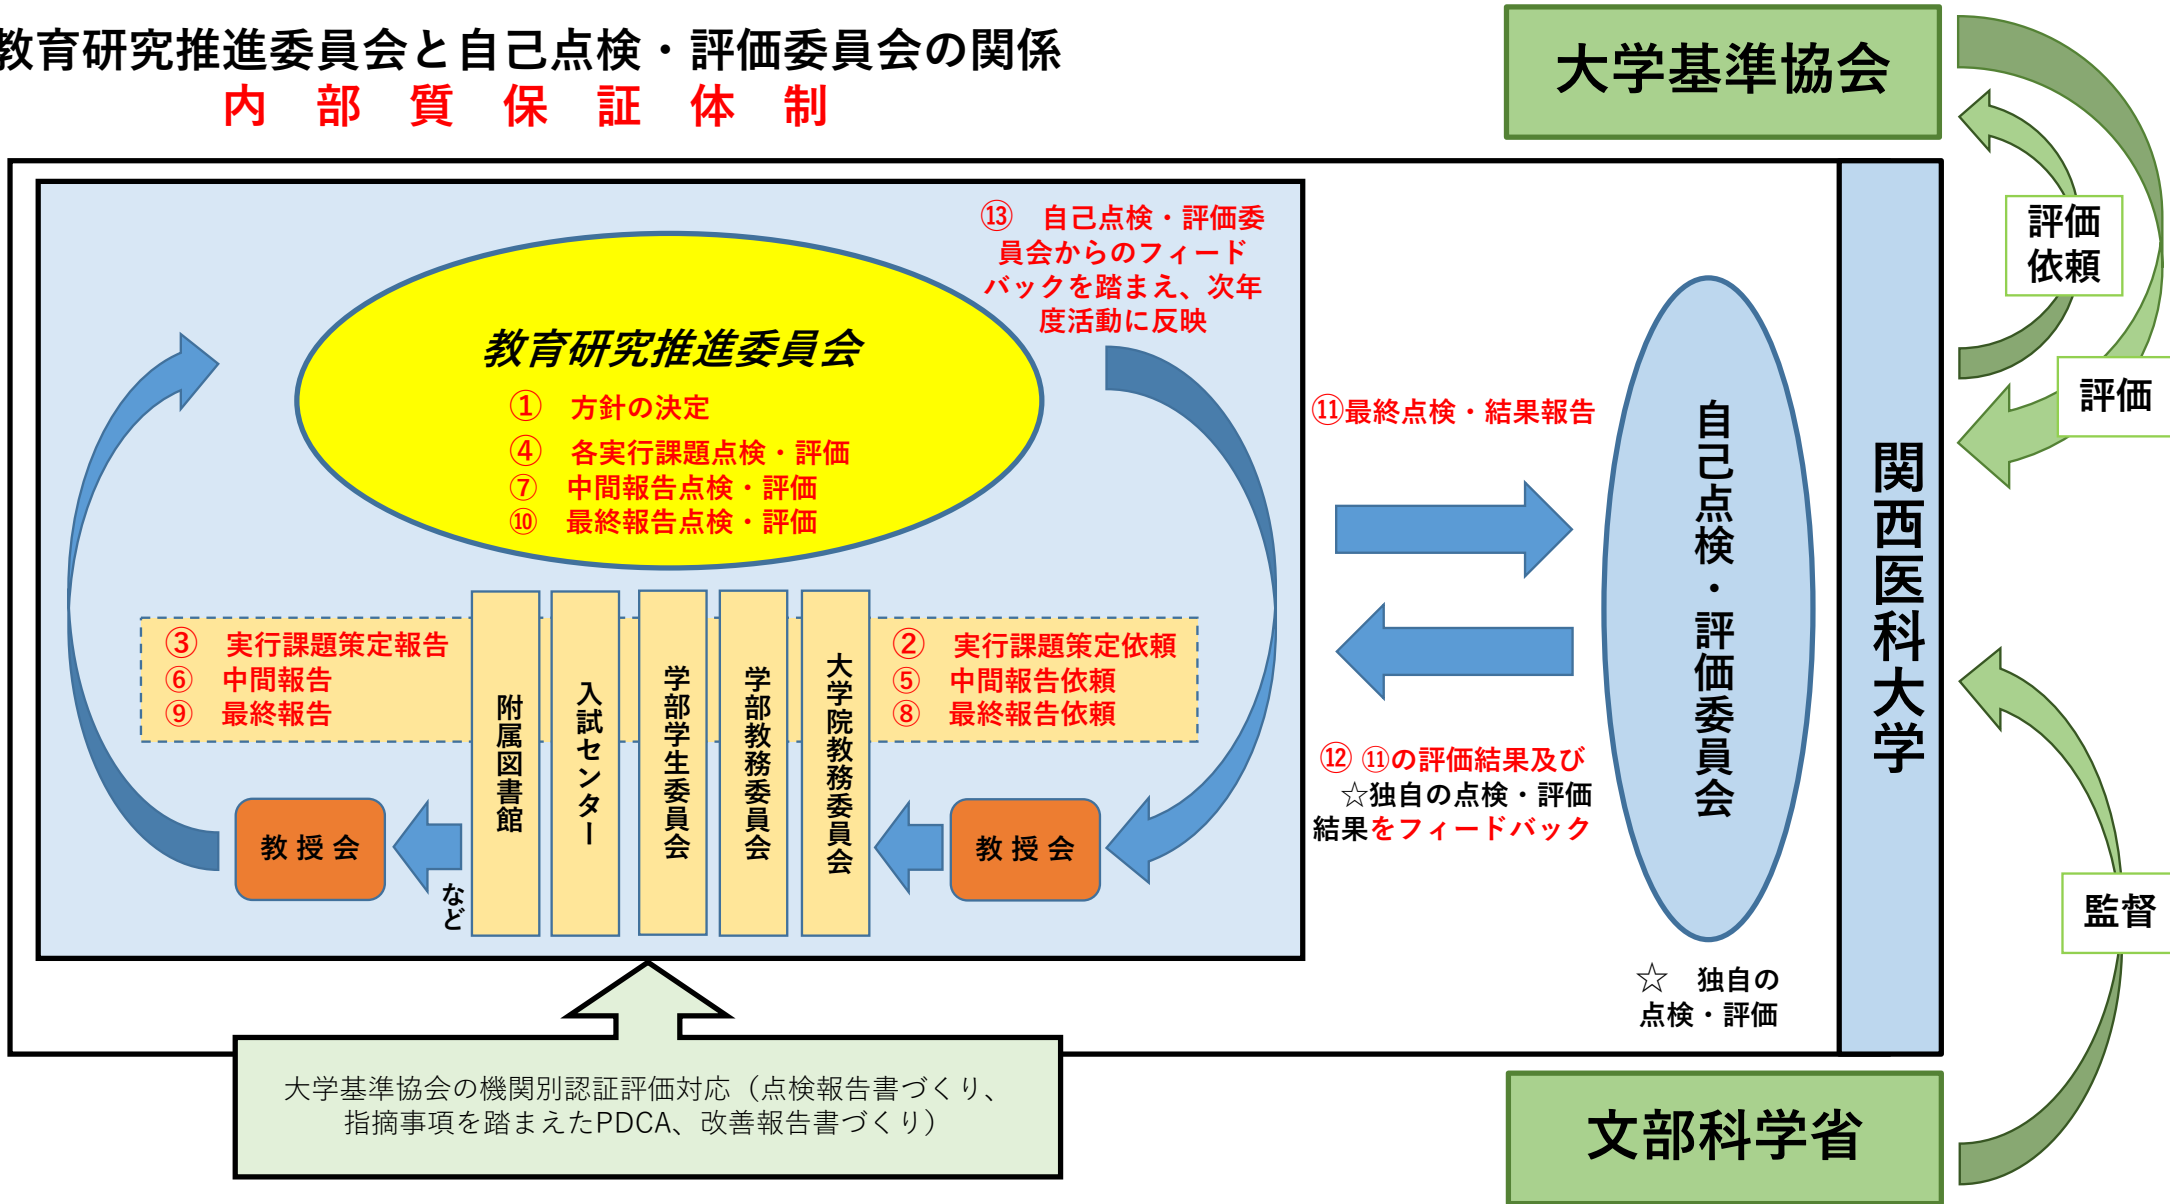 教育研究推進委員会と自己点検・評価委員会の関係
内　部　質　保　証　体　制
大学基準協会
評価
依頼
評価
⑬　自己点検・評価委
員会からのフィード
バックを踏まえ、次年
度活動に反映
教育研究推進委員会
①　方針の決定
④　各実行課題点検・評価
⑦　中間報告点検・評価
⑩　最終報告点検・評価
③　実行課題策定報告
⑥　中間報告
⑨　最終報告
②　実行課題策定依頼
⑤　中間報告依頼
⑧　最終報告依頼
附属図書館
入試センター
学部学生委員会
学部教務委員会
大学院教務委員会
教授会
など
教授会
⑪最終点検・結果報告
⑫ ⑪の評価結果及び
☆独自の点検・評価
結果をフィードバック
自己点検・評価委員会
☆　独自の
点検・評価
関西医科大学
監督
大学基準協会の機関別認証評価対応（点検報告書づくり、
指摘事項を踏まえたPDCA、改善報告書づくり）
文部科学省